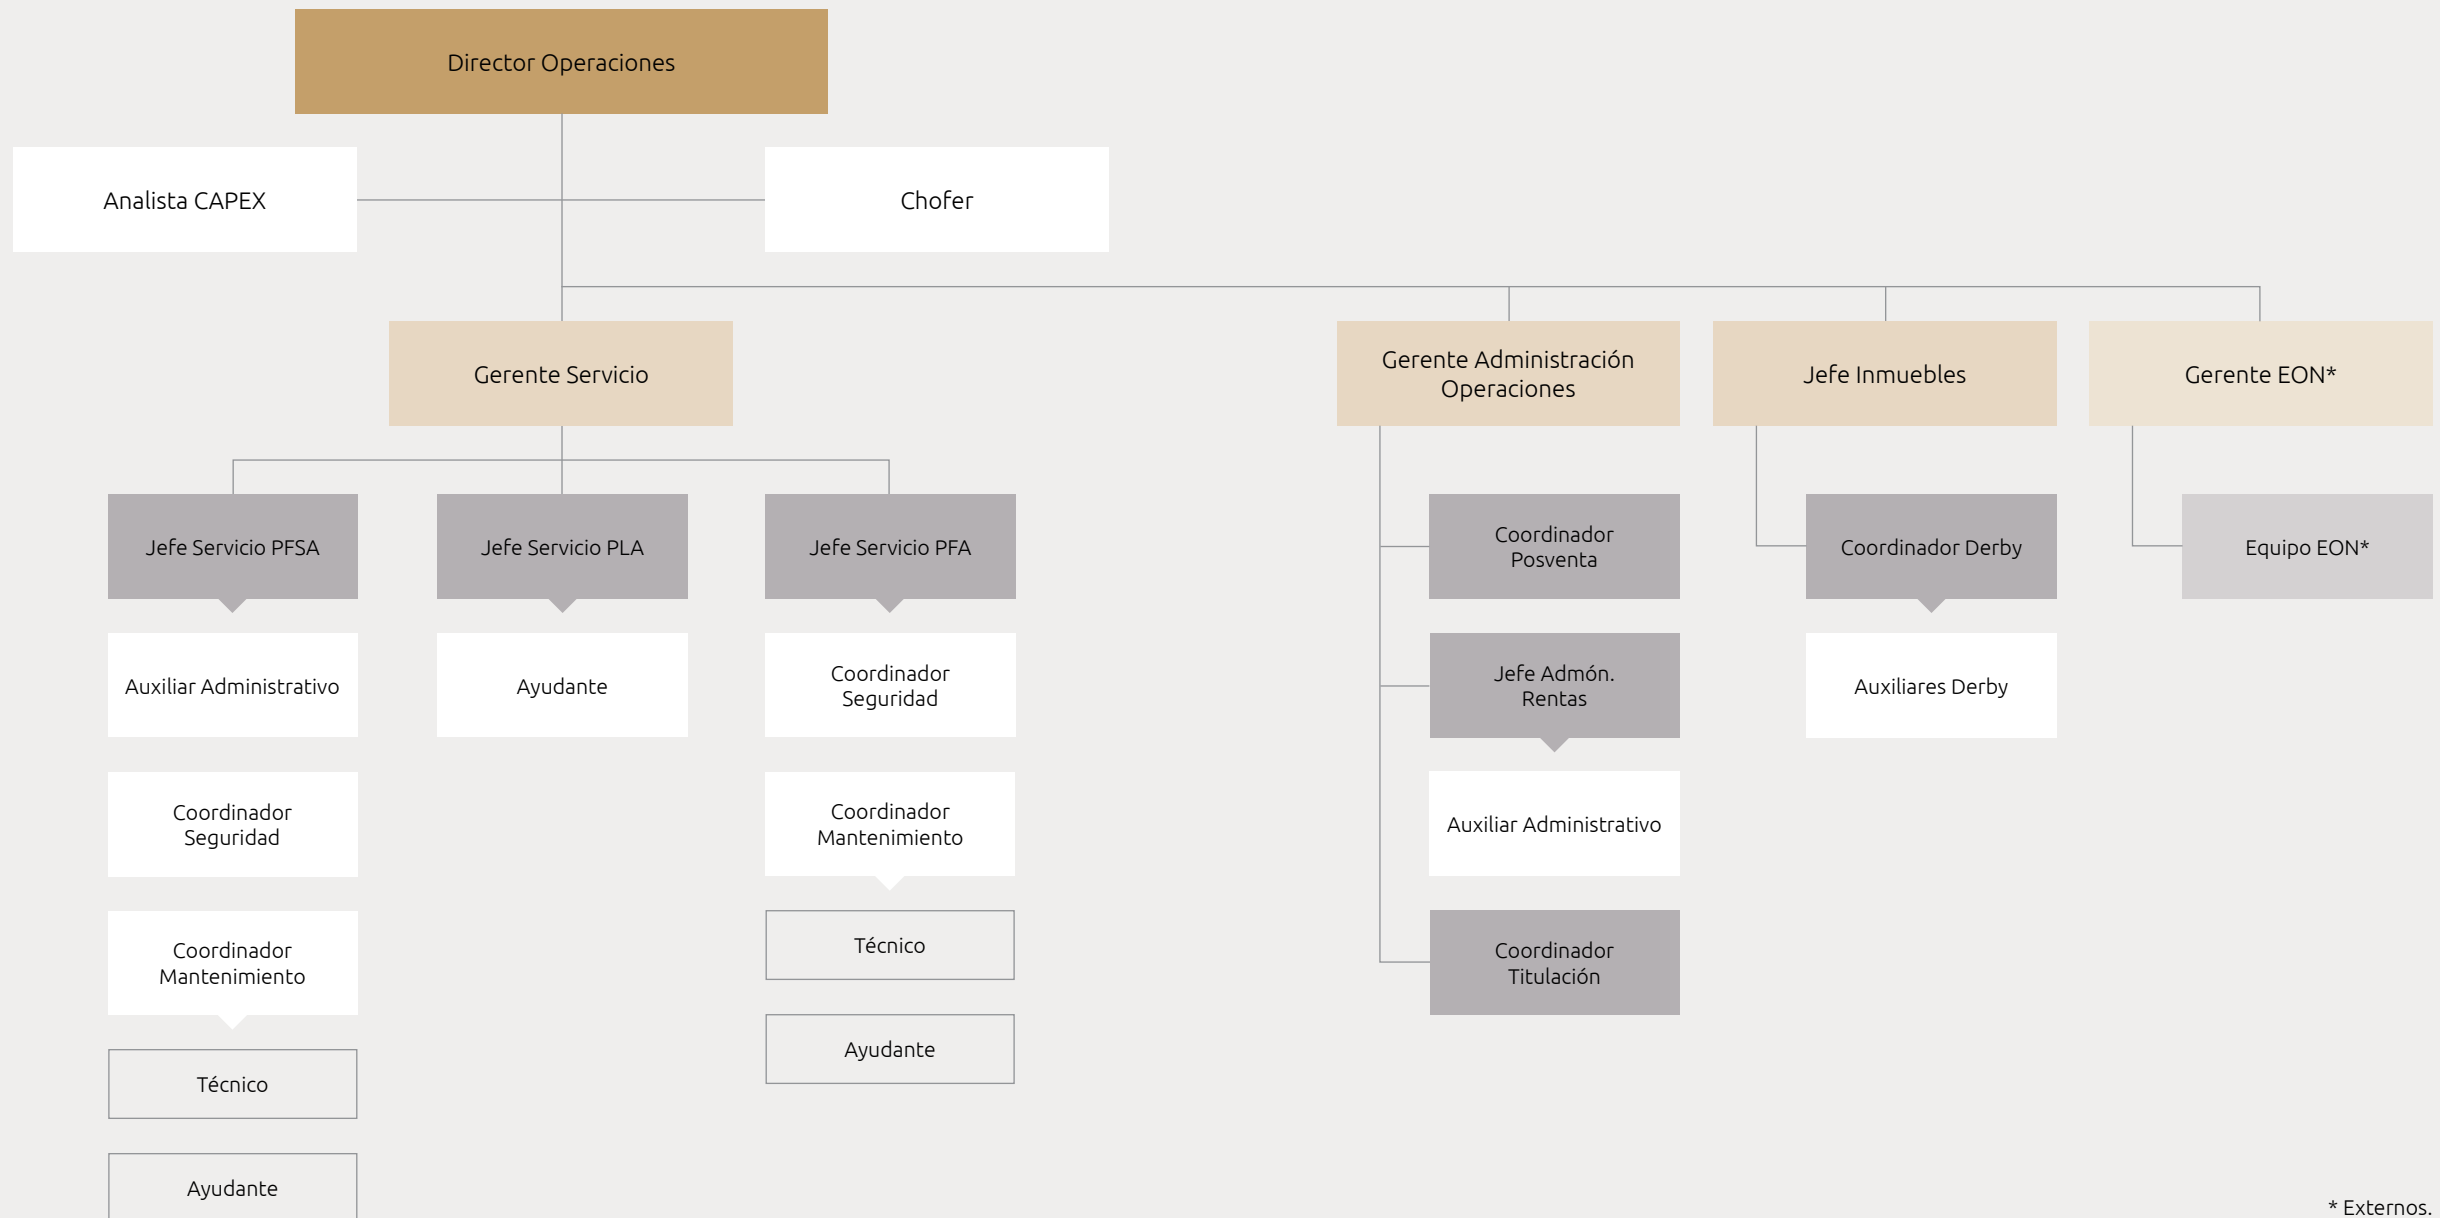 Director Operaciones
Analista CAPEX
Chofer
Gerente Servicio
Gerente Administración
Operaciones
Jefe Inmuebles
Gerente EON*
Jefe Servicio PFSA
Jefe Servicio PLA
Jefe Servicio PFA
Coordinador
Posventa
Coordinador Derby
Equipo EON*
Auxiliar Administrativo
Ayudante
Coordinador
Seguridad
Jefe Admón.
Rentas
Auxiliares Derby
Coordinador
Seguridad
Coordinador
Mantenimiento
Auxiliar Administrativo
Coordinador
Mantenimiento
Técnico
Coordinador
Titulación
Técnico
Ayudante
Ayudante
* Externos.